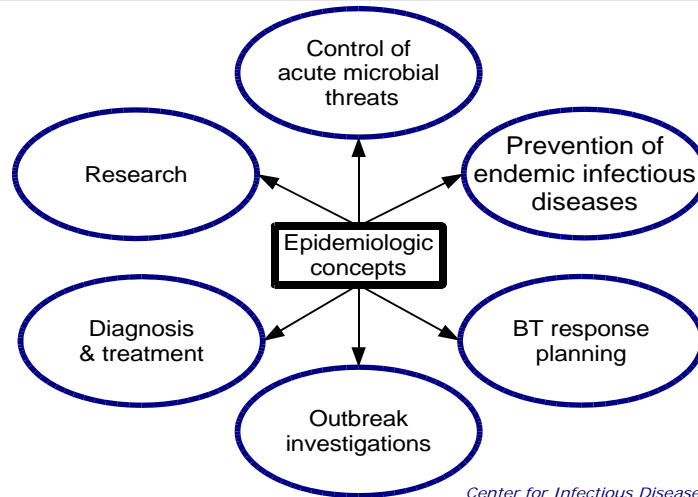 Control of
acute microbial
threats
Research
Prevention of
endemic infectious
diseases
Epidemiologic
concepts
Diagnosis
& treatment
BT response
planning
Outbreak
investigations
Center for Infectious Disease